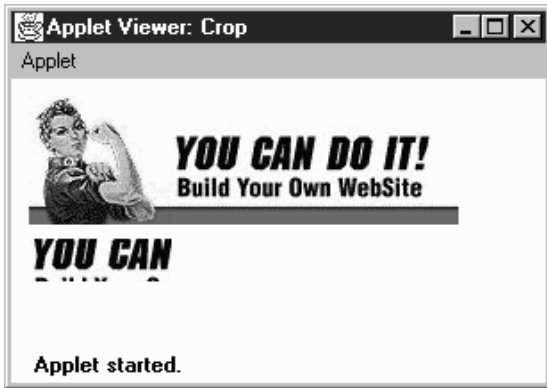 Applet Viewer: Crop
Applet
YOU CAN DO IT!
Build Your Own WebSite
YOU CAN
Applet started.